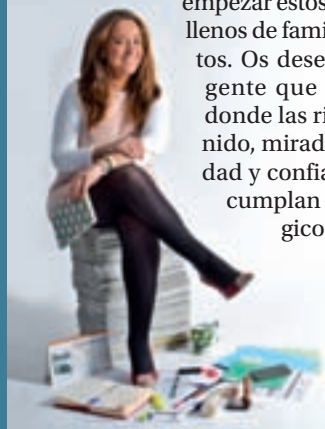 empezar estos
llenos de fami
tos. Os dese
gente que
donde las ri
nido, mirad
dad y confia
cumplan
gico